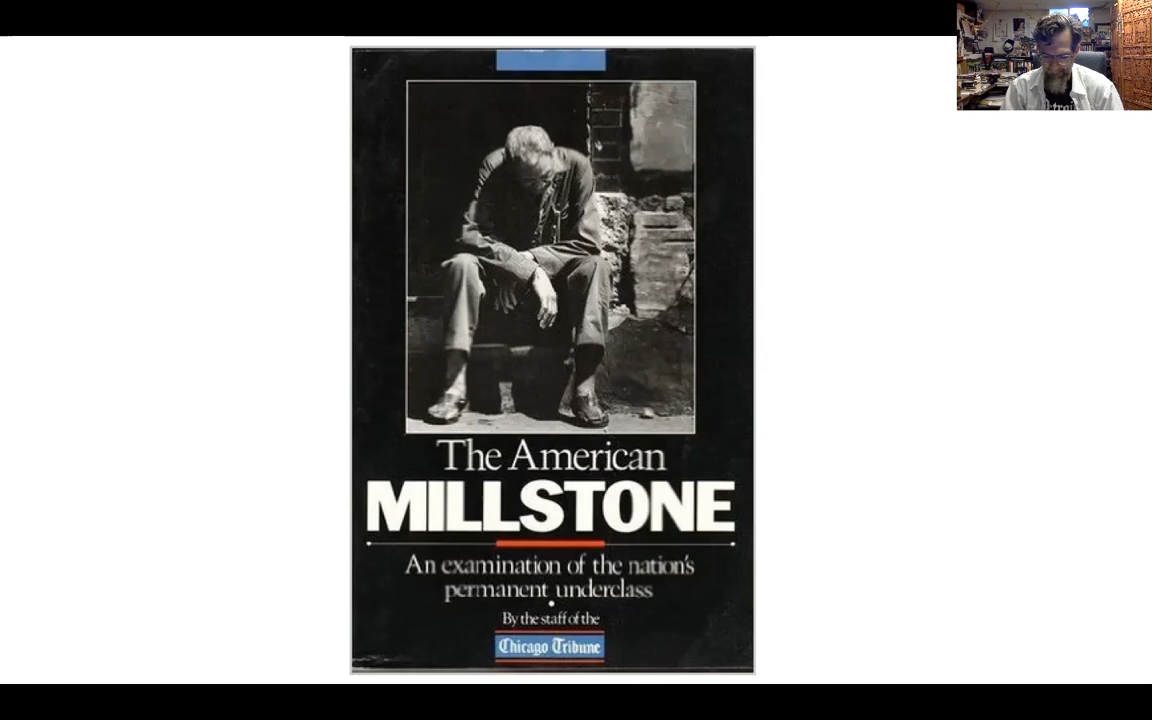 The American
MILLSTONE
An examination of the nation's
permanent underclass
By the staff of the
Chicago Tribune